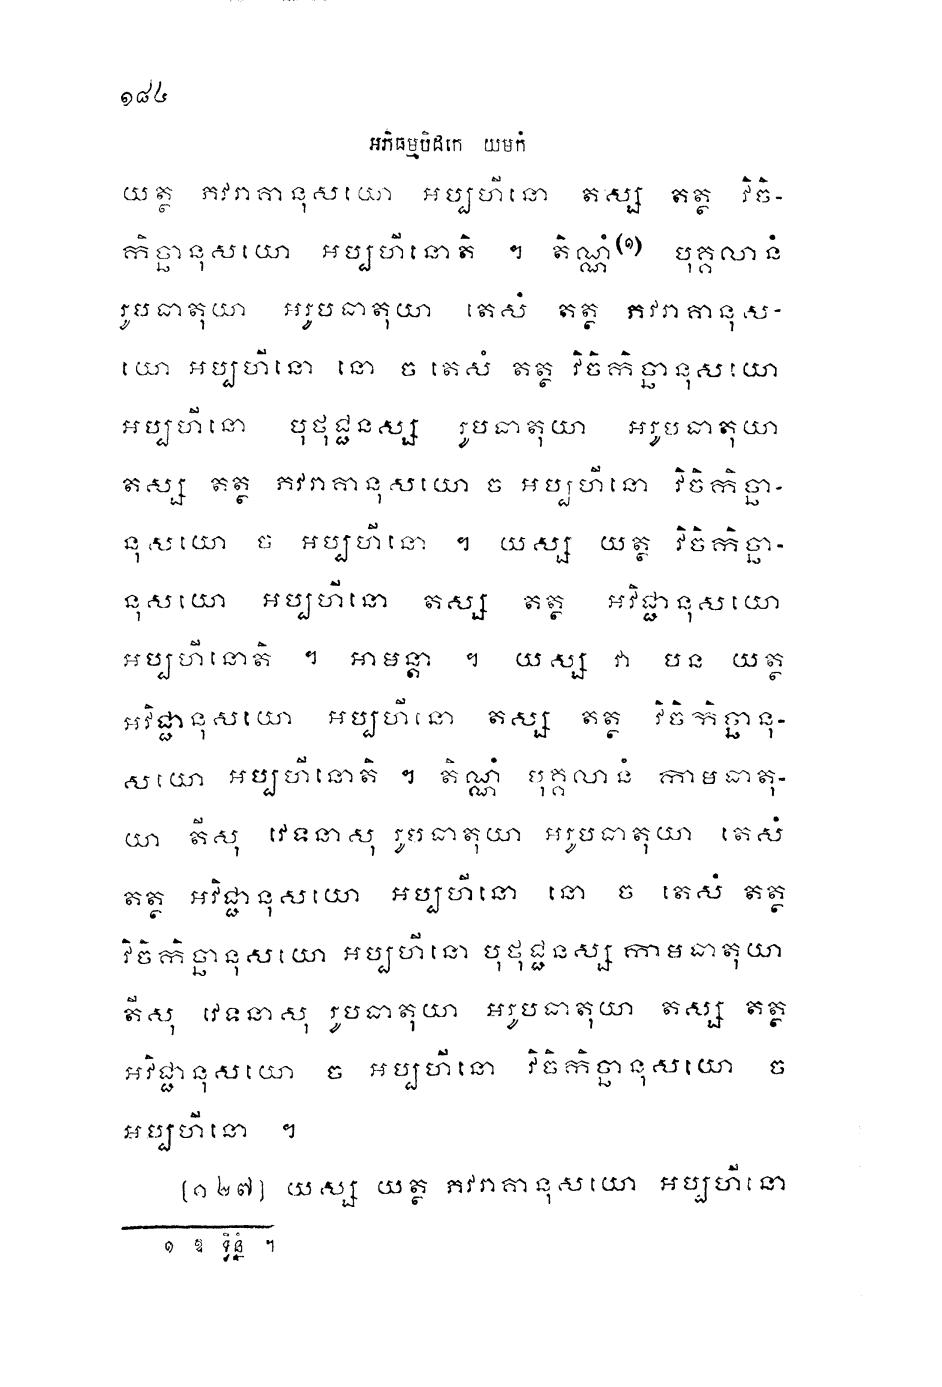 ១៨៤
អភិធម្មបិដកេ យមកំ
យត្ថ ភវរាគានុសយោ អប្បហីនោ តស្ស តត្ថ វិចិ-
កិច្ឆានុសយោ អប្បហីនោតិ ។ តិណ្ណំ(១) បុគ្គលានំ
រូបធាតុយា អរូបធាតុយា តេសំ តត្ថ ភវរាគានុស-
យោ អប្បហីនោ នោ ច តេសំ តត្ថ វិចិកិច្ឆានុសយោ
អប្បហីនោ បុថុជ្ជនស្ស រូបធាតុយា អរូបធាតុយា
តស្ស តត្ថ ភវរាគានុសយោ ច អប្បហីនោ វិចិកិច្ឆា-
នុសយោ ច អប្បហីនោ ។ យស្ស យត្ថ វិចិកិច្ឆា-
នុសយោ អប្បហីនោ តស្ស តត្ថ អវិជ្ជានុសយោ
អប្បហីនោតិ ។ អាមន្តា ។ យស្ស វា បន យត្ថ
អវិជ្ជានុសយោ អប្បហីនោ តស្ស តត្ថ វិចិកិច្ឆានុ-
សយោ អប្បហីនោតិ ។ តិណ្ណំ បុគ្គលានំ កាមធាតុ-
យា តីសុ វេទនាសុ រូបធាតុយា អរូបធាតុយា តេសំ
តត្ថ អវិជ្ជានុសយោ អប្បហីនោ នោ ច តេសំ តត្ថ
វិចិកិច្ឆានុសយោ អប្បហីនោ បុថុជ្ជនស្ស កាមធាតុយា
តីសុ វេទនាសុ រូបធាតុយា អរូបធាតុយា តស្ស តត្ថ
អវិជ្ជានុសយោ ច អប្បហីនោ វិចិកិច្ឆានុសយោ ច
អប្បហីនោ ។
[១២៧] យស្ស យត្ថ ភវរាគានុសយោ អប្បហីនោ
១ ឱ ទ្វិន្នំ ។